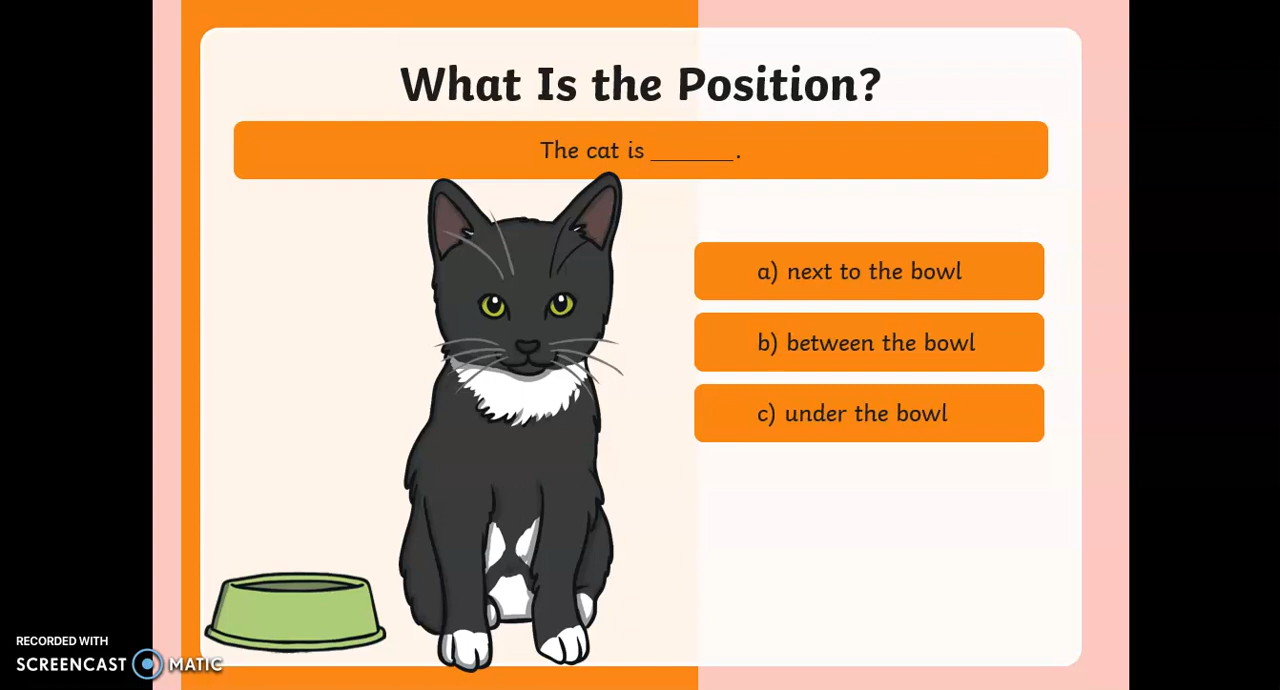 What Is the Position?
The cat is ______.
a) next to the bowl
b) between the bowl
c) under the bowl
RECORDED WITH
SCREENCAST MATIC